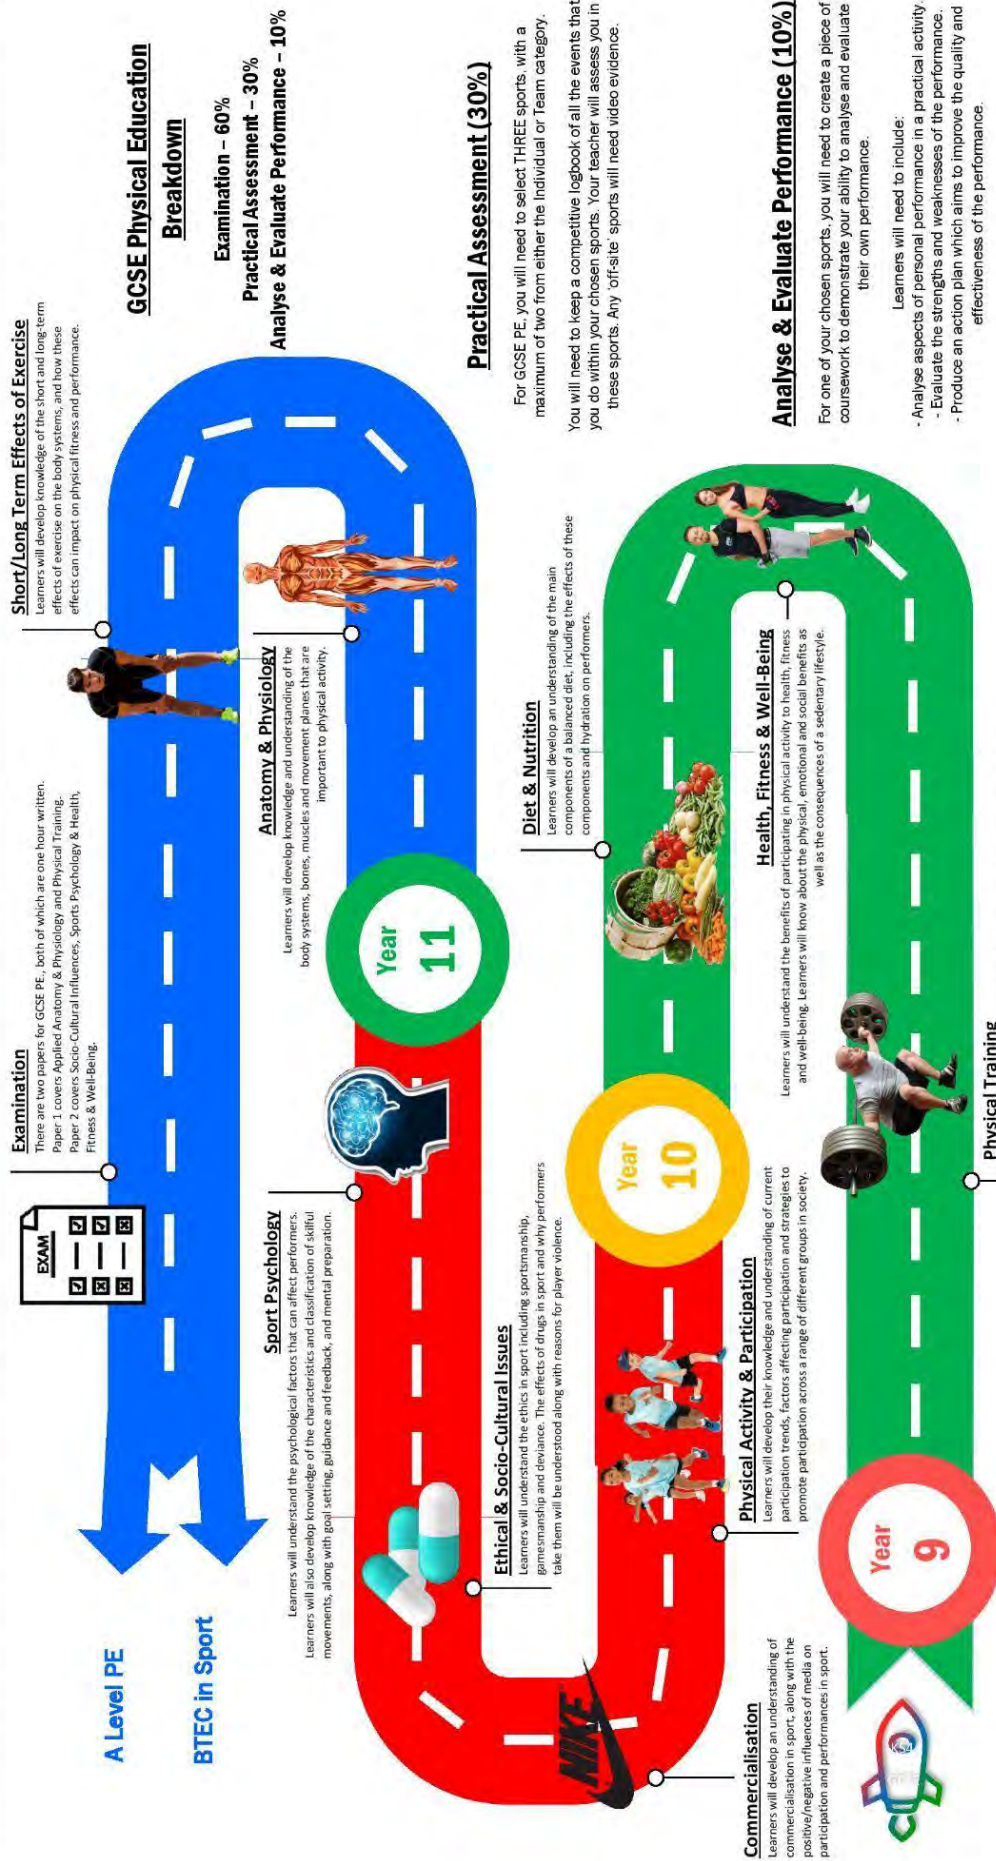 Examination
There are two papers for GCSE PE., both of which are one hour written.
Paper 1 covers Applied Anatomy & Physiology and Physical Training.
Paper 2 covers Socio-Cultural Influences, Sports Psychology & Health,
Fitness & Well-Being.
EXAM
Short/Long Term Effects of Exercise
Learners will develop knowledge of the short and long-term
effects of exercise on the body systems, and how these
effects can impact on physical fitness and performance.
GCSE Physical Education
Breakdown
Examination – 60%
Practical Assessment – 30%
Analyse & Evaluate Performance – 10%
A Level PE
BTEC in Sport
Sport Psychology
Learners will understand the psychological factors that can affect performers.
Learners will also develop knowledge of the characteristics and classification of skilful
movements, along with goal setting, guidance and feedback, and mental preparation.
Anatomy & Physiology
Learners will develop knowledge and understanding of the
body systems, bones, muscles and movement planes that are
important to physical activity.
Year
11
Practical Assessment (30%)
For GCSE PE, you will need to select THREE sports, with a
maximum of two from either the Individual or Team category.
You will need to keep a competitive logbook of all the events that
you do within your chosen sports. Your teacher will assess you in
these sports. Any 'off-site' sports will need video evidence.
Ethical & Socio-Cultural Issues
Learners will understand the ethics in sport including sportsmanship,
gamesmanship and deviance. The effects of drugs in sport and why performers
take them will be understood along with reasons for player violence.
Diet & Nutrition
Learners will develop an understanding of the main
components of a balanced diet, including the effects of these
components and hydration on performers.
NIKE
Year
10
Commercialisation
Learners will develop an understanding of
commercialisation in sport, along with the
positive/negative influences of media on
participation and performances in sport.
Physical Activity & Participation
Learners will develop their knowledge and understanding of current
participation trends, factors affecting participation and strategies to
promote participation across a range of different groups in society.
Health, Fitness & Well-Being
Learners will understand the benefits of participating in physical activity to health, fitness
and well-being. Learners will know about the physical, emotional and social benefits as
well as the consequences of a sedentary lifestyle.
Analyse & Evaluate Performance (10%)
For one of your chosen sports, you will need to create a piece of
coursework to demonstrate your ability to analyse and evaluate
their own performance.
Learners will need to include:
- Analyse aspects of personal performance in a practical activity.
- Evaluate the strengths and weaknesses of the performance.
- Produce an action plan which aims to improve the quality and
effectiveness of the performance.
Year
9
Physical Training